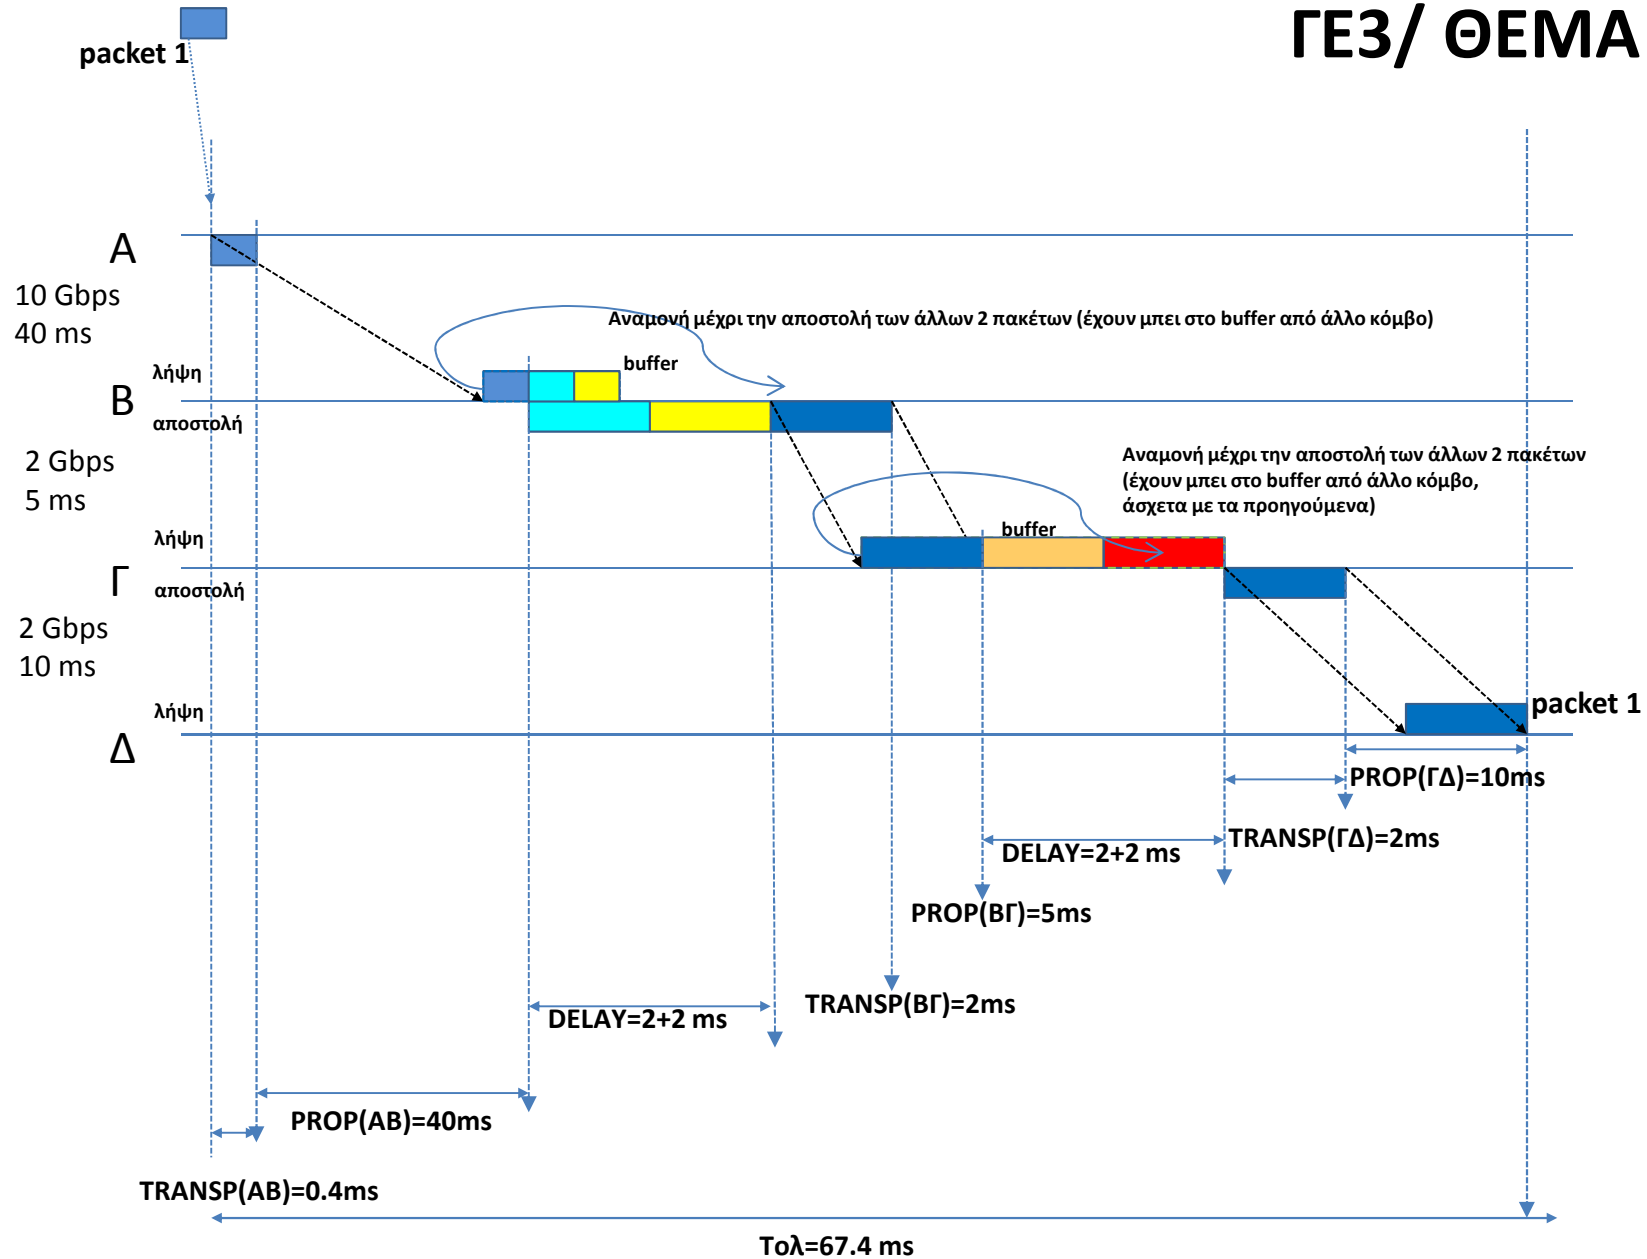 ΓΕ3/ ΘΕΜΑ
packet 1
Α
10 Gbps
40 ms
Αναμονή μέχρι την αποστολή των άλλων 2 πακέτων (έχουν μπει στο buffer από άλλο κόμβο)
buffer
λήψη
Β
αποστολή
2 Gbps
5 ms
Αναμονή μέχρι την αποστολή των άλλων 2 πακέτων
(έχουν μπει στο buffer από άλλο κόμβο,
άσχετα με τα προηγούμενα)
buffer
λήψη
Γ
αποστολή
2 Gbps
10 ms
λήψη
packet 1
Δ
PROP(ΓΔ)=10ms
TRANSP(ΓΔ)=2ms
DELAY=2+2 ms
PROP(ΒΓ)=5ms
TRANSP(ΒΓ)=2ms
DELAY=2+2 ms
PROP(ΑΒ)=40ms
TRANSP(ΑΒ)=0.4ms
Τολ=67.4 ms